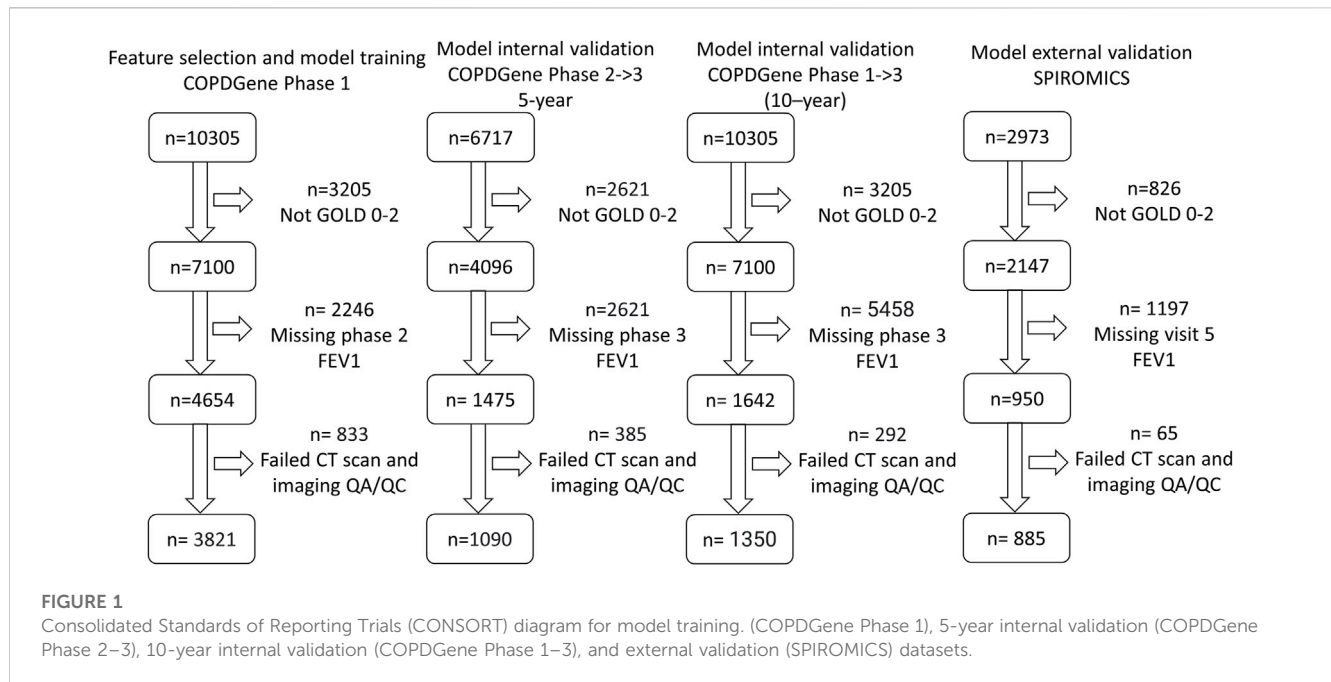 Feature selection and model training
COPDGene Phase 1
n=10305
n=3205
Not GOLD 0-2
n=7100
n= 2246
Missing phase 2
FEV1
n=4654
n= 833
Failed CT scan and
imaging QA/QC
n= 3821
Model internal validation
COPDGene Phase 2->3
5-year
n=6717
n=2621
Not GOLD 0-2
n=4096
n=2621
Missing phase 3
FEV1
n= 1475
n= 385
Failed CT scan and
imaging QA/QC
n=1090
Model internal validation
COPDGene Phase 1->3
(10–year)
n=10305
n= 3205
Not GOLD 0-2
n= 7100
n= 5458
Missing phase 3
FEV1
n= 1642
n= 292
Failed CT scan and
imaging QA/QC
n= 1350
Model external validation
SPIROMICS
n=2973
n=826
Not GOLD 0-2
n=2147
n= 1197
Missing visit 5
FEV1
n=950
n= 65
Failed CT scan and
imaging QA/QC
n= 885
FIGURE 1
Consolidated Standards of Reporting Trials (CONSORT) diagram for model training. (COPDGene Phase 1), 5-year internal validation (COPDGene
Phase 2–3), 10-year internal validation (COPDGene Phase 1–3), and external validation (SPIROMICS) datasets.